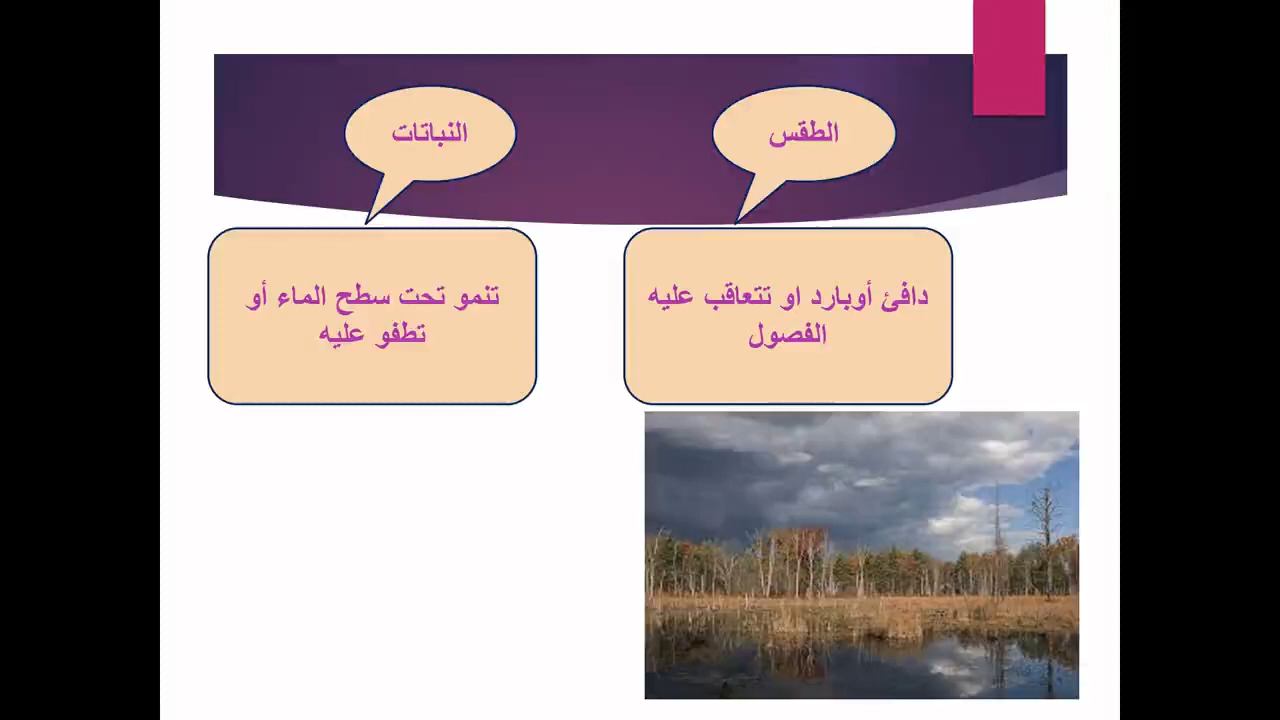 الطقس
النباتات
دافئ أوبارد او تتعاقب عليه
الفصول
تنمو تحت سطح الماء أو
تطفو عليه